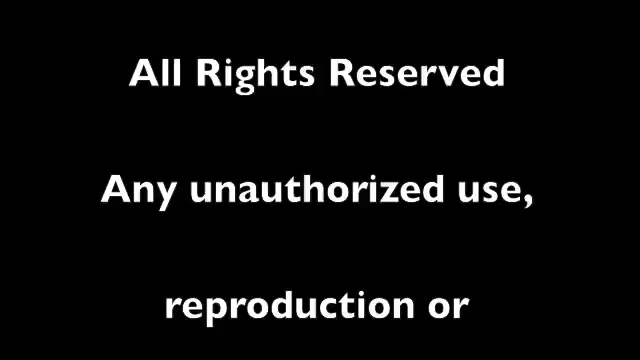 All Rights Reserved
Any unauthorized use,
reproduction or